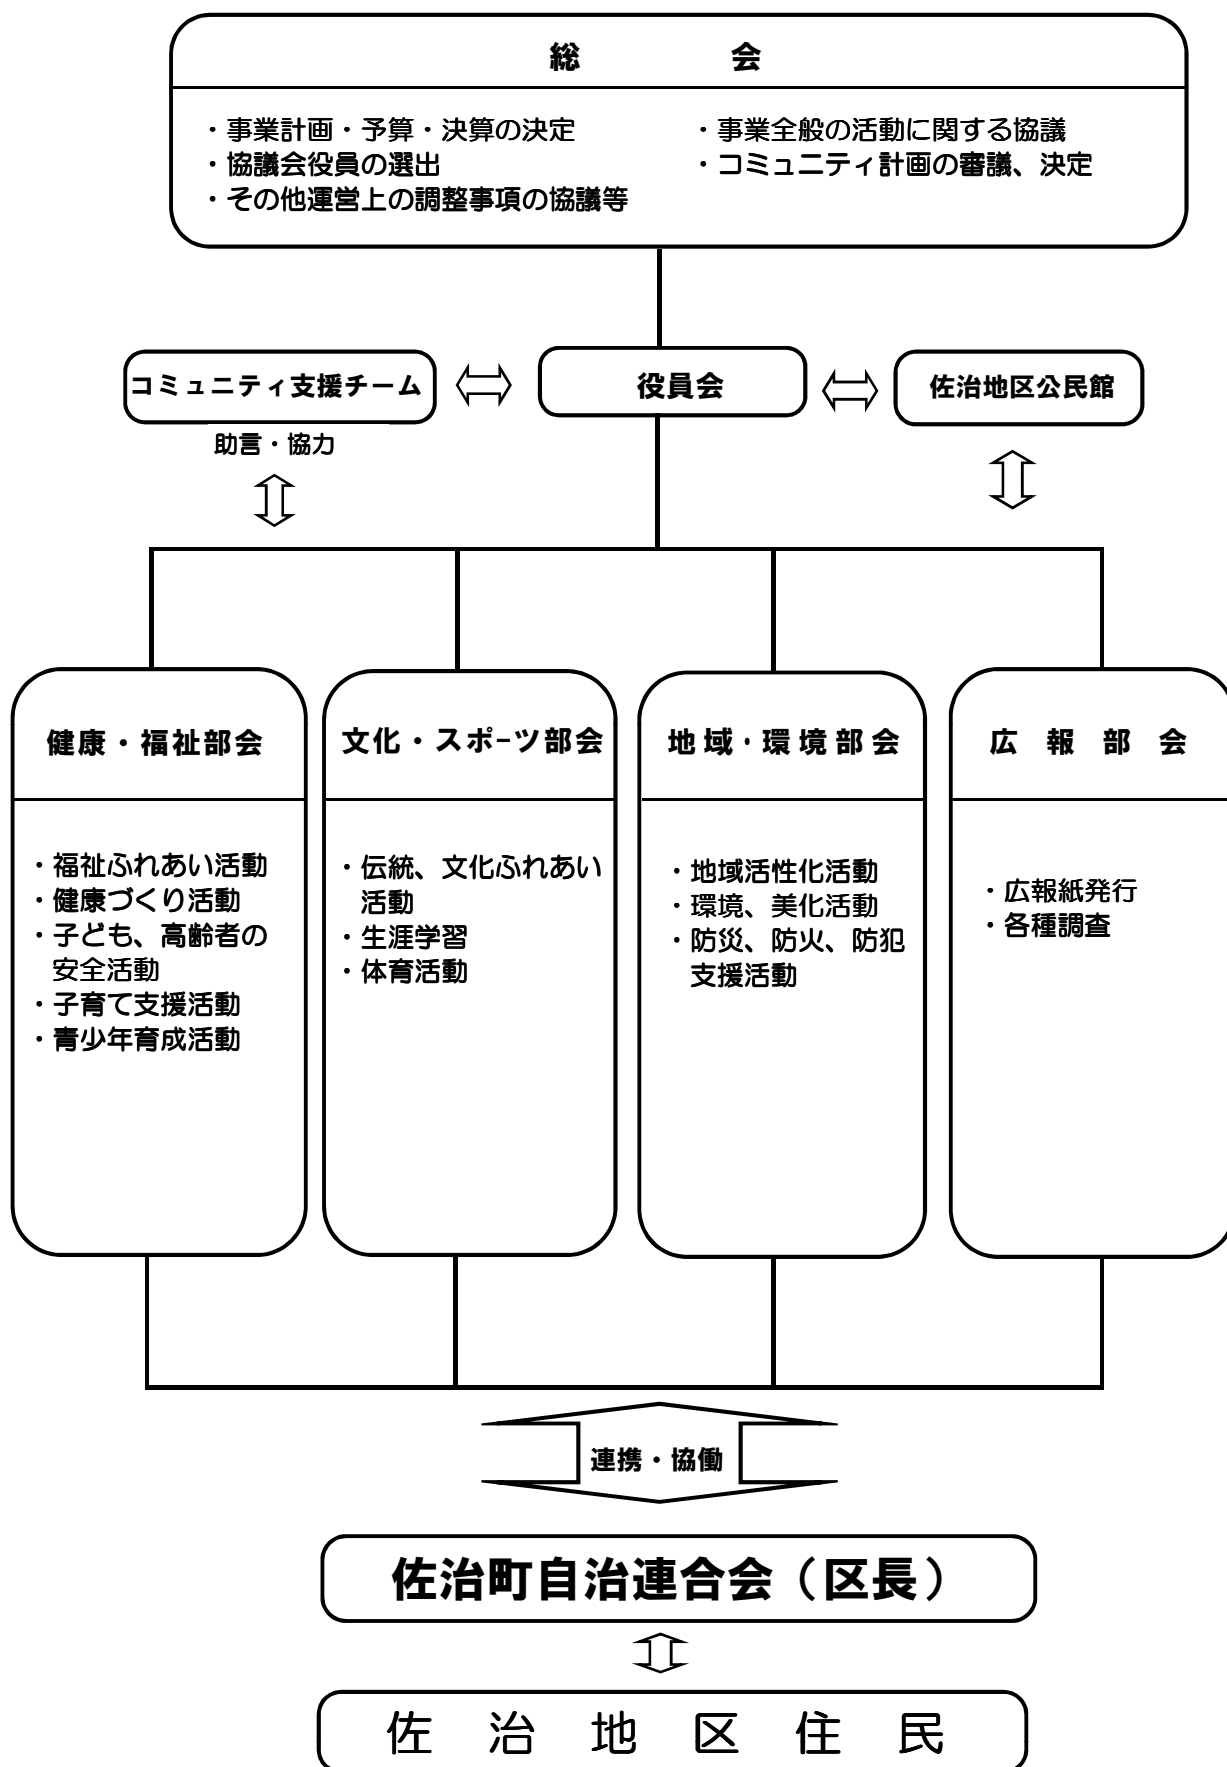 総　会
・事業計画・予算・決算の決定
・協議会役員の選出
・その他運営上の調整事項の協議等
・事業全般の活動に関する協議
・コミュニティ計画の審議、決定
コミュニティ支援チーム
役員会
佐治地区公民館
助言・協力
健康・福祉部会
・福祉ふれあい活動
・健康づくり活動
・子ども、高齢者の
安全活動
・子育て支援活動
・青少年育成活動
文化・スポーツ部会
・伝統、文化ふれあい
活動
・生涯学習
・体育活動
地域・環境部会
・地域活性化活動
・環境、美化活動
・防災、防火、防犯
支援活動
広報部会
・広報紙発行
・各種調査
連携・協働
佐治町自治連合会（区長）
佐治地区住民